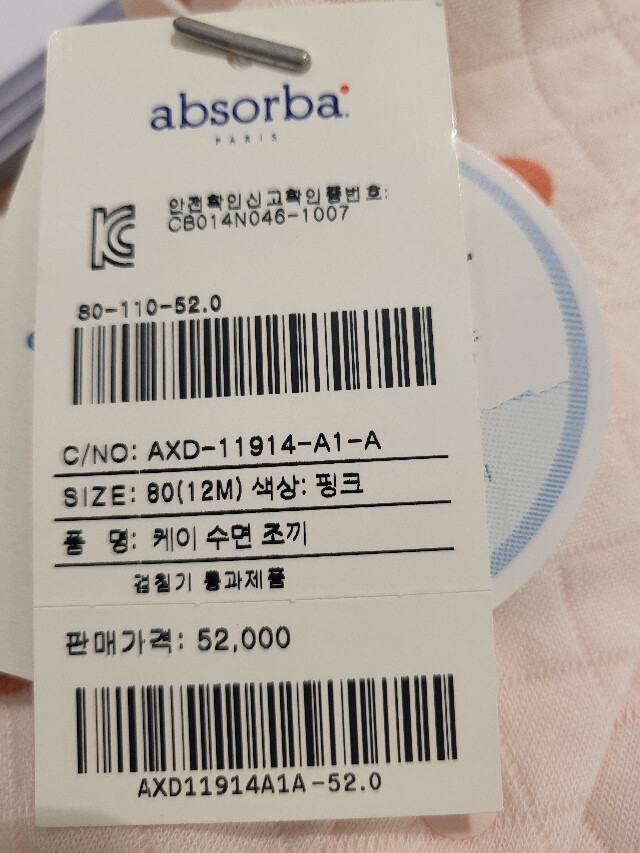 absorba
PARIS
안전확인신고확인증번호:
CB014N046-1007
80-110-52.0
C/NO: AXD-11914-A1-A
SIZE: 80(12M) 색상: 핑크
품 명: 케이 수면 조끼
검침기 통과제품
판매가격: 52,000
AXD11914A1A-52.0